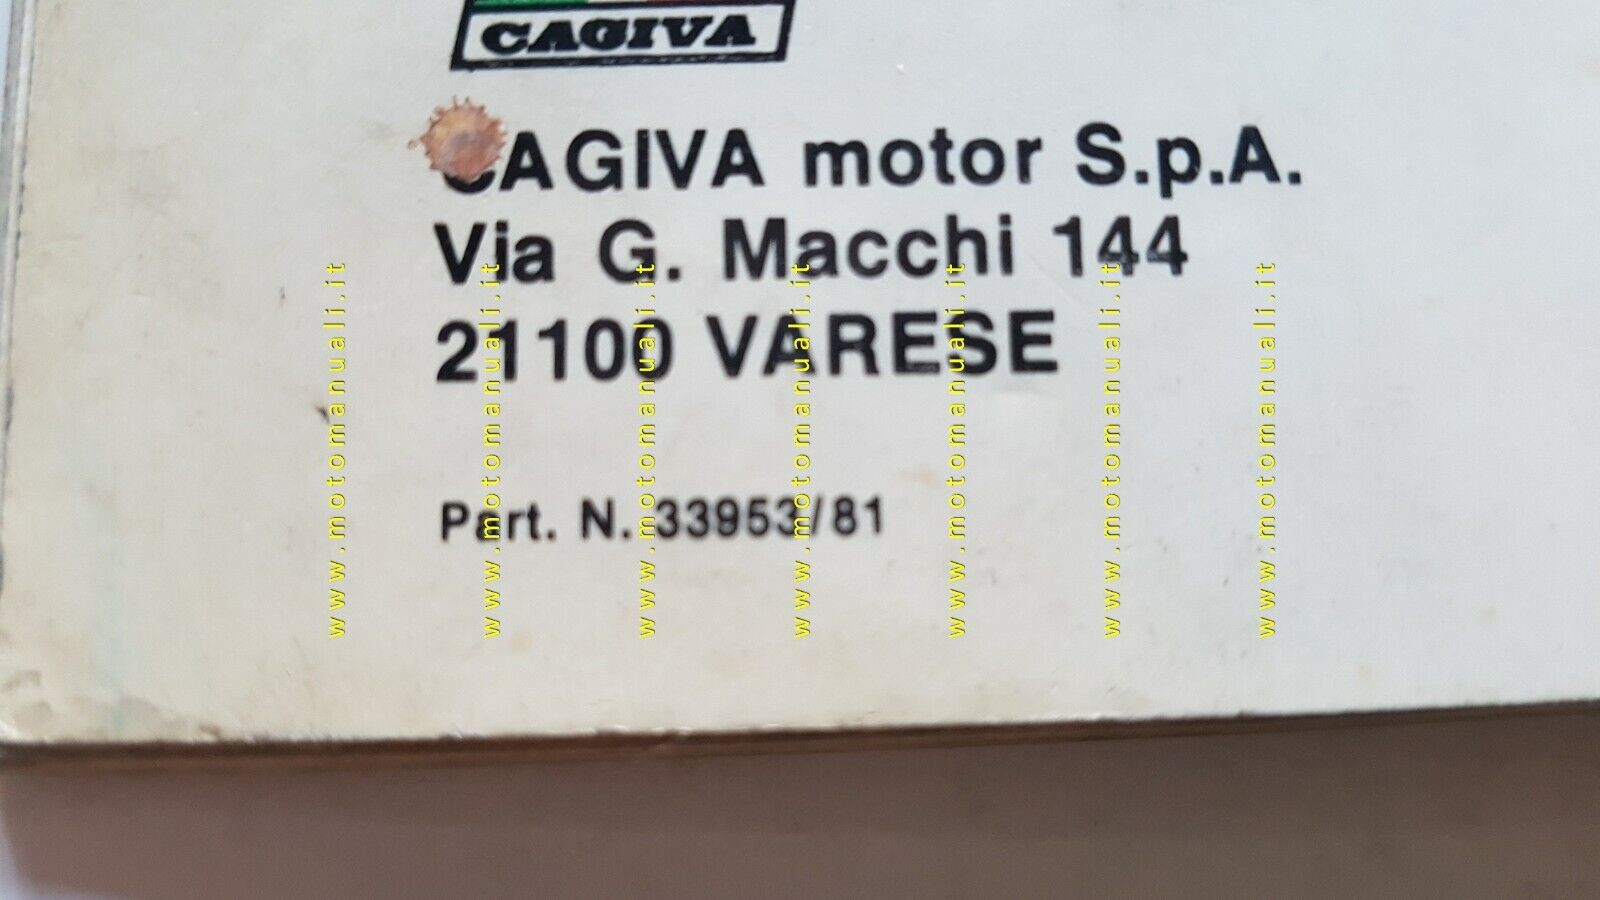 CAGIVA
CAGIVA motor S.p.A.
Via G. Macchi 144
21100 VARESE
Part. N. 33953/81
www.motomanuali.it
www.motomanuali.it
www.motomanuali.it
www.motomanuali.it
www.motomanuali.it
www.motomanuali.it
www.motomanuali.it